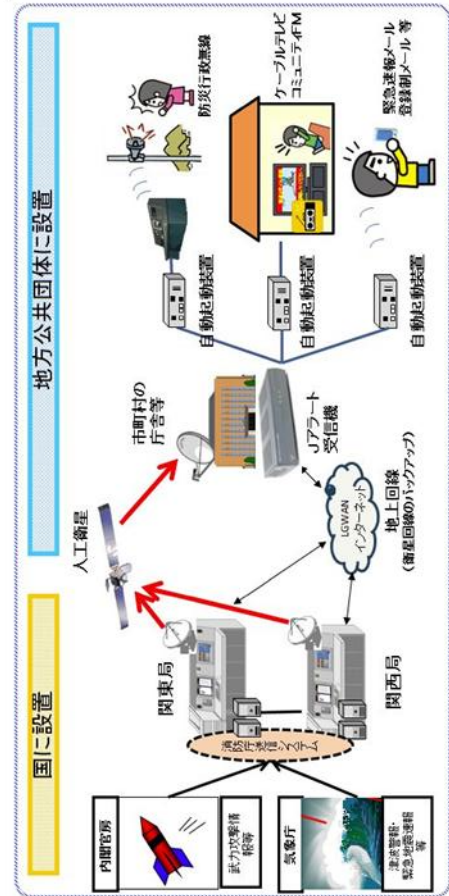 国に設置
地方公共団体に設置
内閣官房
武力攻撃情
報等
気象庁
津波警報・
緊急地震速報
等
消防庁送信システム
関東局
関西局
人工衛星
市町村の
庁舎等
Jアラート
受信機
LGWAN
インターネット
地上回線
(衛星回線のバックアップ)
自動起動装置
自動起動装置
自動起動装置
防災行政無線
ケーブルテレビ
コミュニティFM
緊急速報メール
登録制メール 等